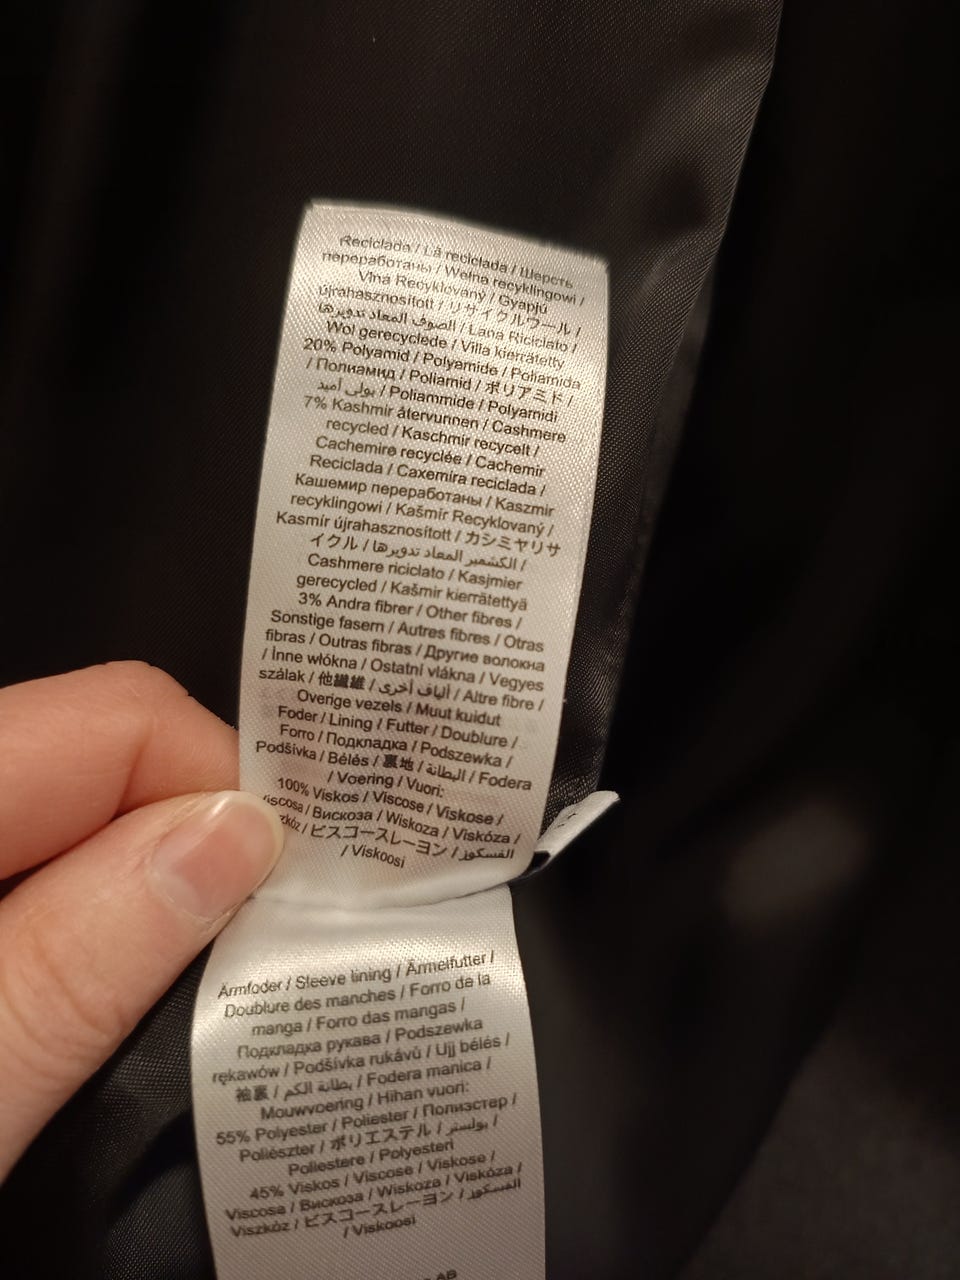 Reciclada / Lã reciclada / Шерсть
переработаны / Wełna recyklingowi /
Vlna Recyklovaný / Gyapjú
újrahasznosított / リサイクルウール /
الصوف المعاد تدويرها / Lana Riciclato /
Wol gerecyclede / Villa kierrätetty
20% Polyamid / Polyamide / Poliamida
/ Полиамид / Poliamid / ポリアミド /
بولي أميد / Poliammide / Polyamidi
7% Kashmir återvunnen / Cashmere
recycled / Kaschmir recycelt /
Cachemire recyclée / Cachemir
Reciclada / Caxemira reciclada /
Кашемир переработаны / Kaszmir
recyklingowi / Kašmír Recyklovaný /
Kasmír újrahasznosított / カシミヤリサ
イクル / الكشمير المعاد تدويرها /
Cashmere riciclato / Kasjmier
gerecycled / Kašmir kierrätettyä
3% Andra fibrer / Other fibres /
Sonstige fasern / Autres fibres / Otras
fibras / Outras fibras / Другие волокна
/ Inne włókna / Ostatní vlákna / Vegyes
szálak / 他繊維 / ألياف أخرى / Altre fibre /
Overige vezels / Muut kuidut
Foder / Lining / Futter / Doublure /
Forro / Подкладка / Podszewka /
Podšívka / Bélés / 裏地 / البطانة / Fodera
/ Voering / Vuori:
100% Viskos / Viscose / Viskose /
iscosa / Вискоза / Wiskoza / Viskóza /
zkóz / ビスコースレーヨン / الفسكوز
/ Viskoosi
Ärmfoder / Sleeve lining / Ärmelfutter /
Doublure des manches / Forro de la
manga / Forro das mangas /
Подкладка рукава / Podszewka
rękawów / Podšívka rukávů / Ujj bélés /
袖裏 / بطانة الكم / Fodera manica /
Mouwvoering / Hihan vuori:
55% Polyester / Poliester / Полиэстер /
Poliészter / ポリエステル / بوليستر /
Poliestere / Polyesteri
45% Viskos / Viscose / Viskose /
Viscosa / Вискоза / Wiskoza / Viskóza /
Viszkóz / ビスコースレーヨン / الفسكوز
/ Viskoosi
AB